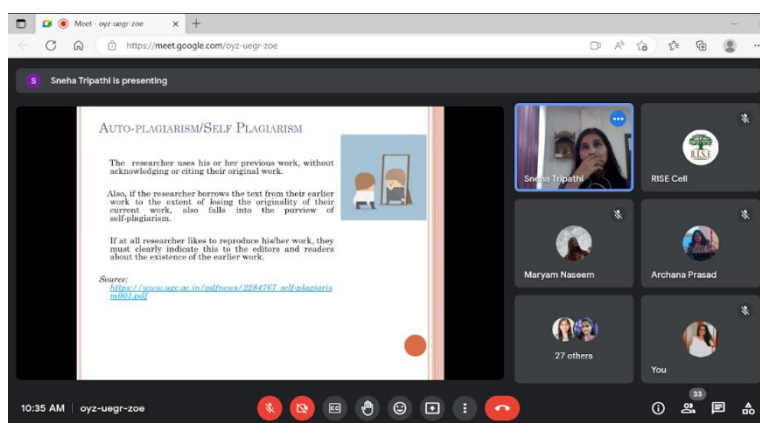 Meet - oyz-uegr-zoe
https://meet.google.com/oyz-uegr-zoe
S Sneha Tripathi is presenting
AUTO-PLAGIARISM/SELF PLAGIARISM
The researcher uses his or her previous work, without
acknowledging or citing their original work.
Also, if the researcher borrows the text from their earlier
work to the extent of losing the originality of their
current work, also falls into the purview of
self-plagiarism.
If at all researcher likes to reproduce his/her work, they
must clearly indicate this to the editors and readers
about the existence of the earlier work.
Source:
https://www.ugc.ac.in/pdfnews/2284767_self-plagiaris
m001.pdf
Sneha Tripathi
RISE
RISE Cell
Maryam Naseem
Archana Prasad
27 others
You
10:35 AM | oyz-uegr-zoe
CC
33